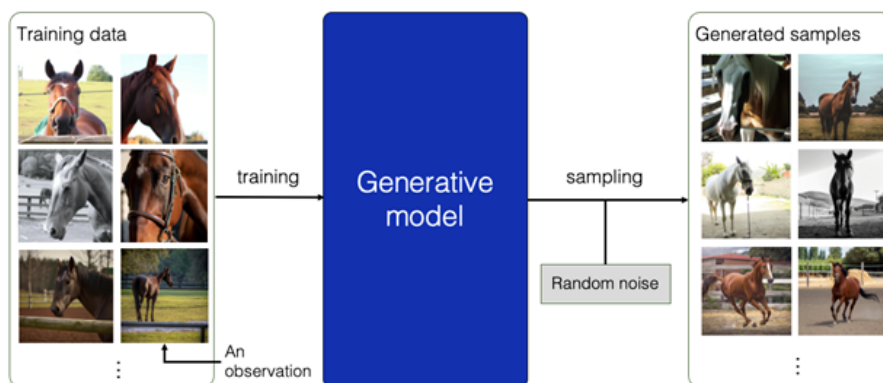 Training data
training
Generative
model
sampling
Random noise
Generated samples
An
observation